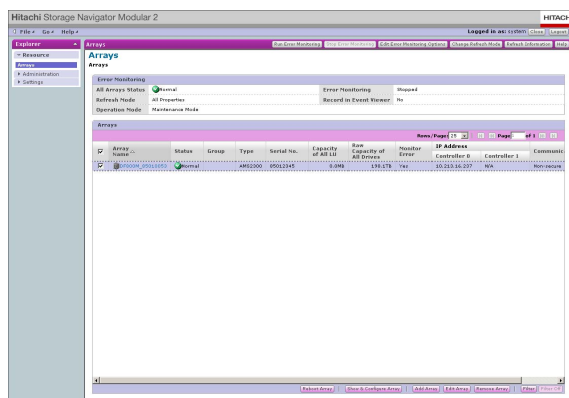 Hitachi Storage Navigator Modular 2
HITACHI
File Go Help
Logged in as: system Close Logout
Explorer
Arrays
Run Error Monitoring Stop Error Monitoring Edit Error Monitoring Options Change Refresh Mode Refresh Information Help
Resource
Arrays
Administration
Settings
Arrays
Arrays
Error Monitoring
All Arrays Status Normal Error Monitoring Stopped
Refresh Mode All Properties Record in Event Viewer No
Operation Mode Maintenance Mode
Arrays
Rows/Page: 25 Page of 1
Array Name Status Group Type Serial No. Capacity of All LU Raw Capacity of All Drives Monitor Error IP Address
Controller 0 Controller 1 Communic
Normal AMS2300 85012345 0.0MB 190.1TB Yes 10.213.16.237 N/A Non-secure
Reboot Array Show & Configure Array Add Array Edit Array Remove Array Filter Filter Off